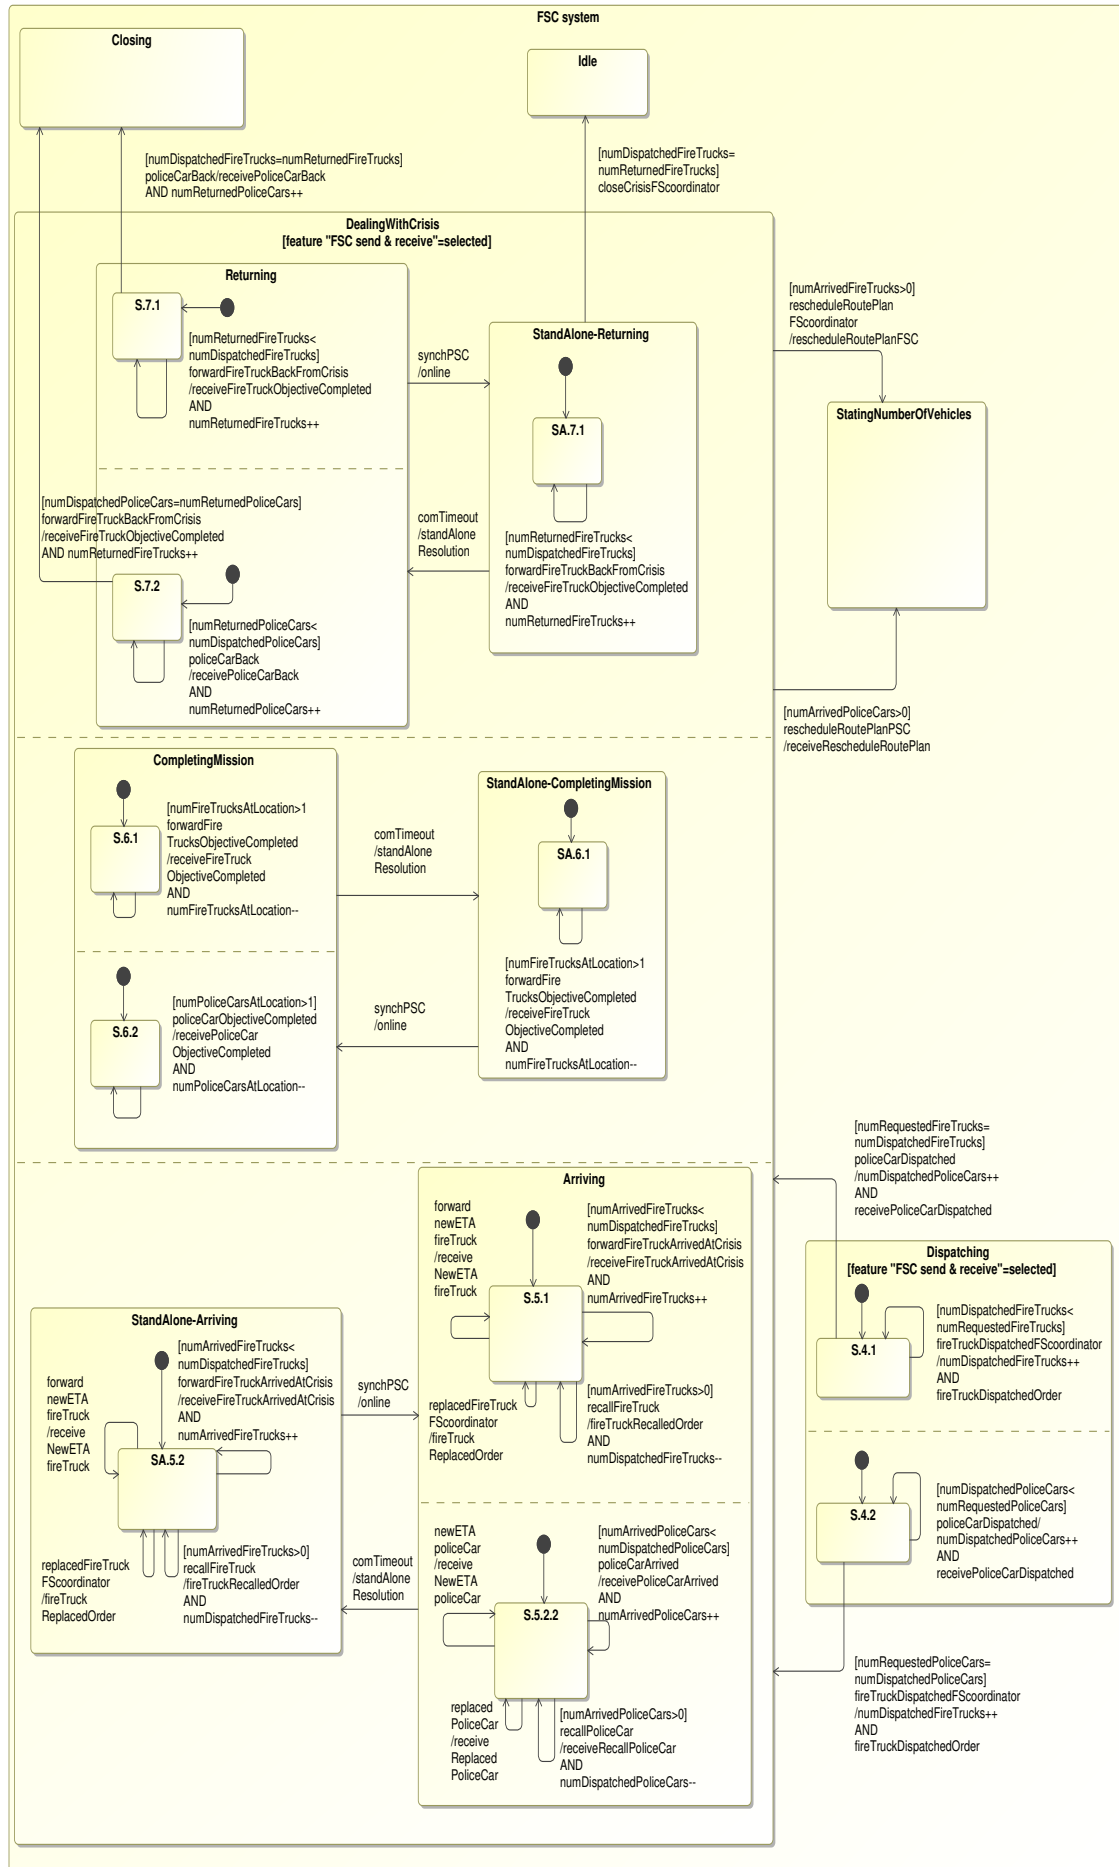 FSC system
Closing
Idle
[numDispatchedFireTrucks=numReturnedFireTrucks]
policeCarBack/receivePoliceCarBack
AND numReturnedPoliceCars++
[numDispatchedFireTrucks=
numReturnedFireTrucks]
closeCrisisFScoordinator
DealingWithCrisis
[feature "FSC send & receive"=selected]
Returning
S.7.1
[numReturnedFireTrucks<
numDispatchedFireTrucks]
forwardFireTruckBackFromCrisis
/receiveFireTruckObjectiveCompleted
AND
numReturnedFireTrucks++
synchPSC
/online
StandAlone-Returning
SA.7.1
[numReturnedFireTrucks<
numDispatchedFireTrucks]
forwardFireTruckBackFromCrisis
/receiveFireTruckObjectiveCompleted
AND
numReturnedFireTrucks++
[numArrivedFireTrucks>0]
rescheduleRoutePlan
FScoordinator
/rescheduleRoutePlanFSC
StatingNumberOfVehicles
[numDispatchedPoliceCars=numReturnedPoliceCars]
forwardFireTruckBackFromCrisis
/receiveFireTruckObjectiveCompleted
AND numReturnedFireTrucks++
comTimeout
/standAlone
Resolution
S.7.2
[numReturnedPoliceCars<
numDispatchedPoliceCars]
policeCarBack
/receivePoliceCarBack
AND
numReturnedPoliceCars++
[numArrivedPoliceCars>0]
rescheduleRoutePlanPSC
/receiveRescheduleRoutePlan
CompletingMission
S.6.1
[numFireTrucksAtLocation>1
forwardFire
TrucksObjectiveCompleted
/receiveFireTruck
ObjectiveCompleted
AND
numFireTrucksAtLocation--
comTimeout
/standAlone
Resolution
StandAlone-CompletingMission
SA.6.1
[numFireTrucksAtLocation>1
forwardFire
TrucksObjectiveCompleted
/receiveFireTruck
ObjectiveCompleted
AND
numFireTrucksAtLocation--
S.6.2
[numPoliceCarsAtLocation>1]
policeCarObjectiveCompleted
/receivePoliceCar
ObjectiveCompleted
AND
numPoliceCarsAtLocation--
synchPSC
/online
[numRequestedFireTrucks=
numDispatchedFireTrucks]
policeCarDispatched
/numDispatchedPoliceCars++
AND
receivePoliceCarDispatched
Arriving
forward
newETA
fireTruck
/receive
NewETA
fireTruck
[numArrivedFireTrucks<
numDispatchedFireTrucks]
forwardFireTruckArrivedAtCrisis
/receiveFireTruckArrivedAtCrisis
AND
numArrivedFireTrucks++
S.5.1
replacedFireTruck
FScoordinator
/fireTruck
ReplacedOrder
[numArrivedFireTrucks>0]
recallFireTruck
/fireTruckRecalledOrder
AND
numDispatchedFireTrucks--
StandAlone-Arriving
forward
newETA
fireTruck
/receive
NewETA
fireTruck
[numArrivedFireTrucks<
numDispatchedFireTrucks]
forwardFireTruckArrivedAtCrisis
/receiveFireTruckArrivedAtCrisis
AND
numArrivedFireTrucks++
SA.5.2
replacedFireTruck
FScoordinator
/fireTruck
ReplacedOrder
[numArrivedFireTrucks>0]
recallFireTruck
/fireTruckRecalledOrder
AND
numDispatchedFireTrucks--
synchPSC
/online
comTimeout
/standAlone
Resolution
newETA
policeCar
/receive
NewETA
policeCar
[numArrivedPoliceCars<
numDispatchedPoliceCars]
policeCarArrived
/receivePoliceCarArrived
AND
numArrivedPoliceCars++
S.5.2.2
replaced
PoliceCar
/receive
Replaced
PoliceCar
[numArrivedPoliceCars>0]
recallPoliceCar
/receiveRecallPoliceCar
AND
numDispatchedPoliceCars--
Dispatching
[feature "FSC send & receive"=selected]
S.4.1
[numDispatchedFireTrucks<
numRequestedFireTrucks]
fireTruckDispatchedFScoordinator
/numDispatchedFireTrucks++
AND
fireTruckDispatchedOrder
S.4.2
[numDispatchedPoliceCars<
numRequestedPoliceCars]
policeCarDispatched/
numDispatchedPoliceCars++
AND
receivePoliceCarDispatched
[numRequestedPoliceCars=
numDispatchedPoliceCars]
fireTruckDispatchedFScoordinator
/numDispatchedFireTrucks++
AND
fireTruckDispatchedOrder